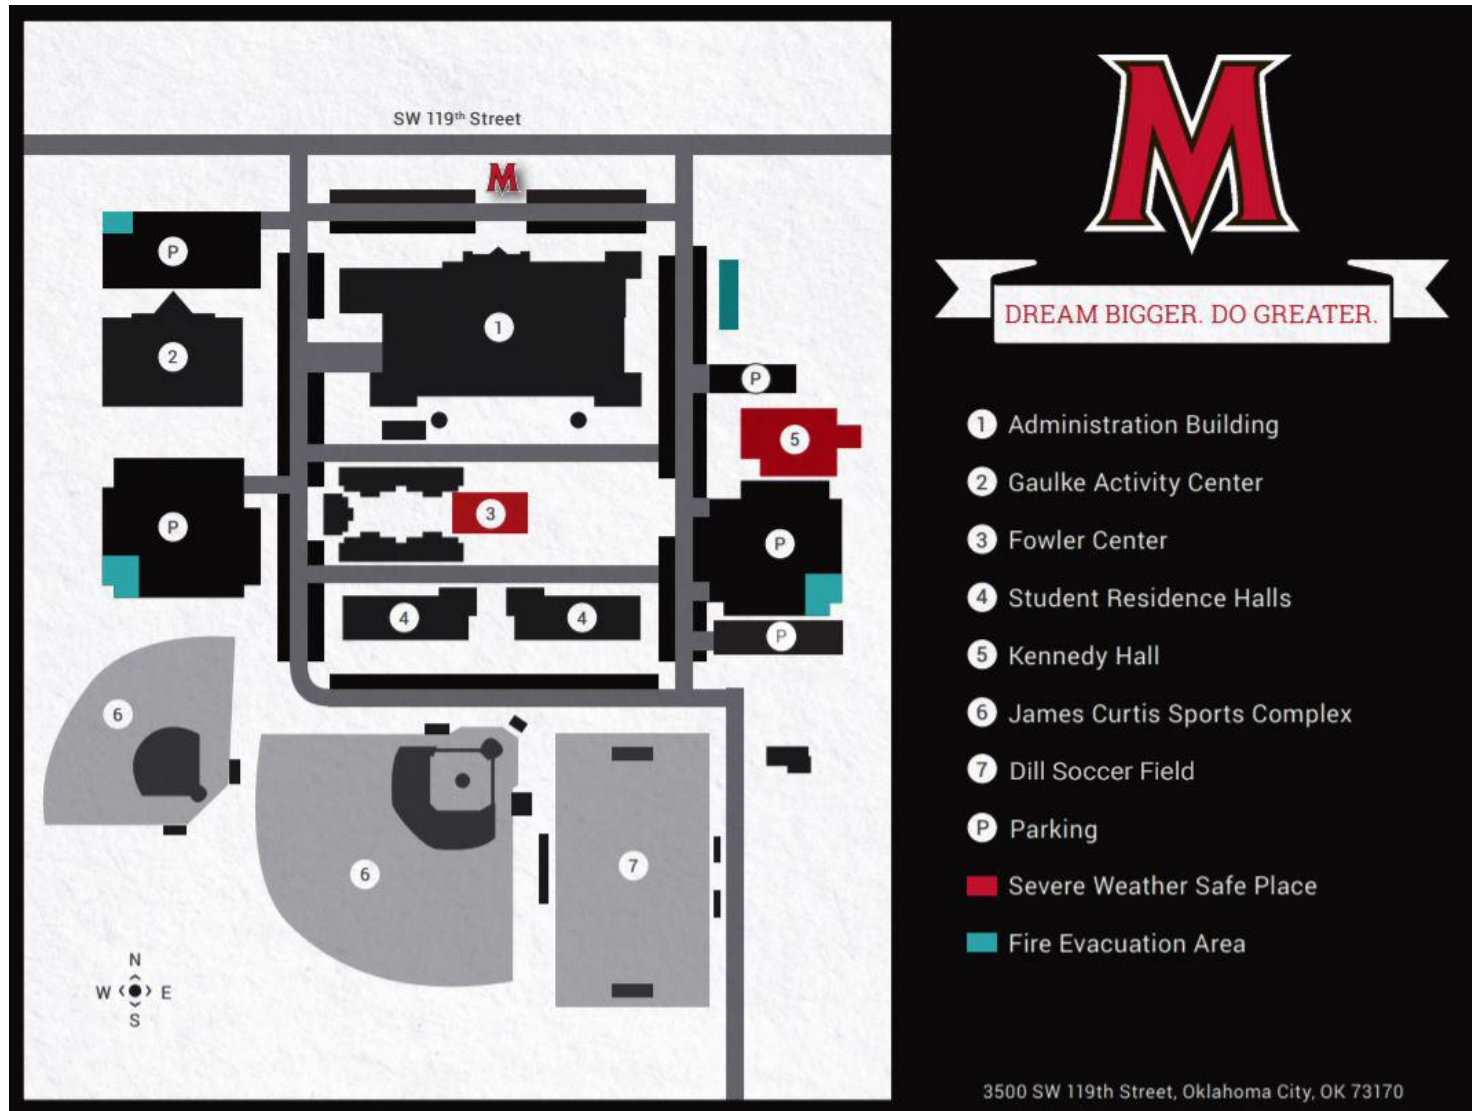 SW 119th Street
M
P
1
2
P
5
3
P
P
4
4
P
6
6
7
N
W E
S
M
DREAM BIGGER. DO GREATER.
1 Administration Building
2 Gaulke Activity Center
3 Fowler Center
4 Student Residence Halls
5 Kennedy Hall
6 James Curtis Sports Complex
7 Dill Soccer Field
P Parking
Severe Weather Safe Place
Fire Evacuation Area
3500 SW 119th Street, Oklahoma City, OK 73170